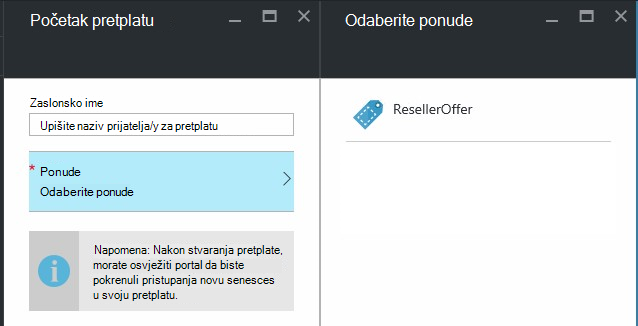 Početak pretplatu
Odaberite ponude
Zaslonsko ime
Upišite naziv prijatelja/y za pretplatu
* Ponude
Odaberite ponude
Napomena: Nakon stvaranja pretplate,
morate osvježiti portal da biste
pokrenuli pristupanja novu senesces
u svoju pretplatu.
ResellerOffer